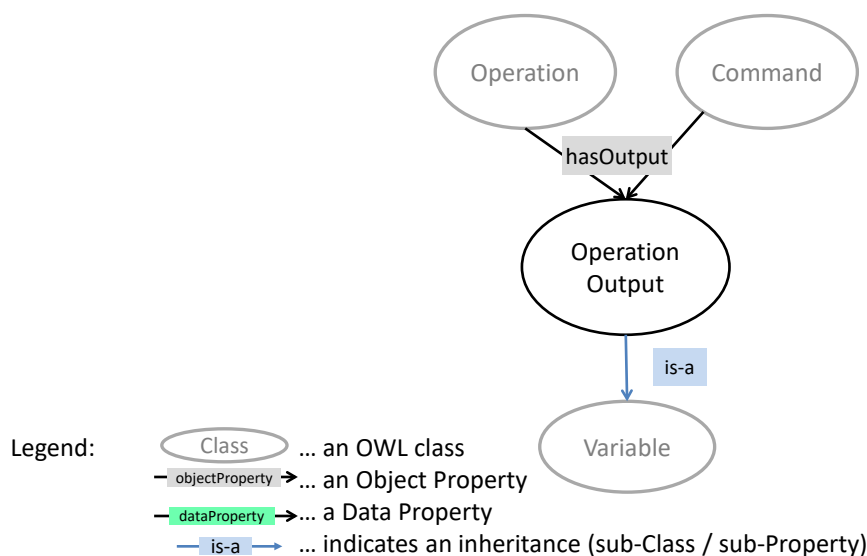 Operation
Command
hasOutput
Operation
Output
is-a
Variable
Legend:
Class
... an OWL class
objectProperty
... an Object Property
dataProperty
... a Data Property
is-a
... indicates an inheritance (sub-Class / sub-Property)